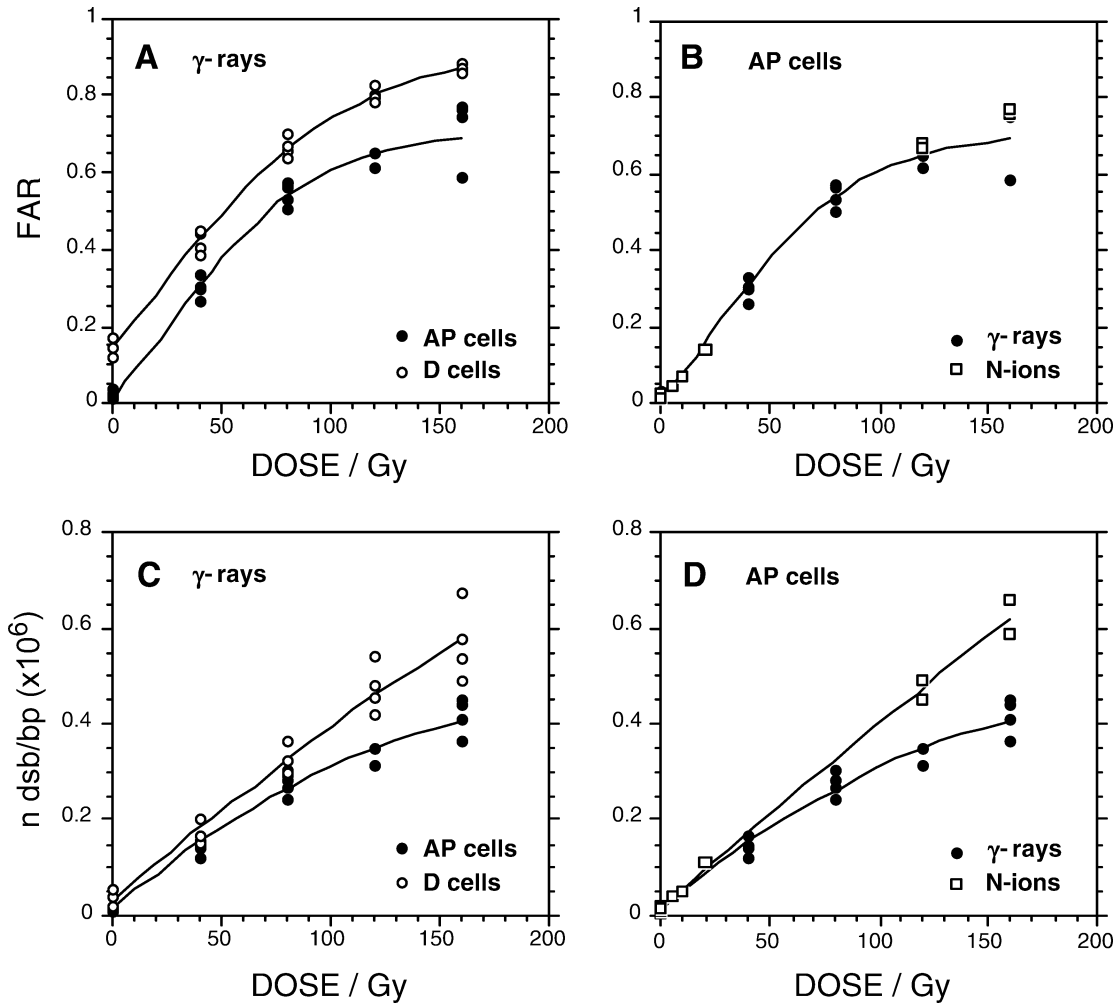 A γ- rays
FAR
1
0.8
0.6
0.4
0.2
0
AP cells
D cells
0 50 100 150 200
DOSE / Gy
B AP cells
1
0.8
0.6
0.4
0.2
0
γ- rays
N-ions
0 50 100 150 200
DOSE / Gy
C γ- rays
n dsb/bp (x10⁶)
0.8
0.6
0.4
0.2
0
AP cells
D cells
0 50 100 150 200
DOSE / Gy
D AP cells
0.8
0.6
0.4
0.2
0
γ- rays
N-ions
0 50 100 150 200
DOSE / Gy